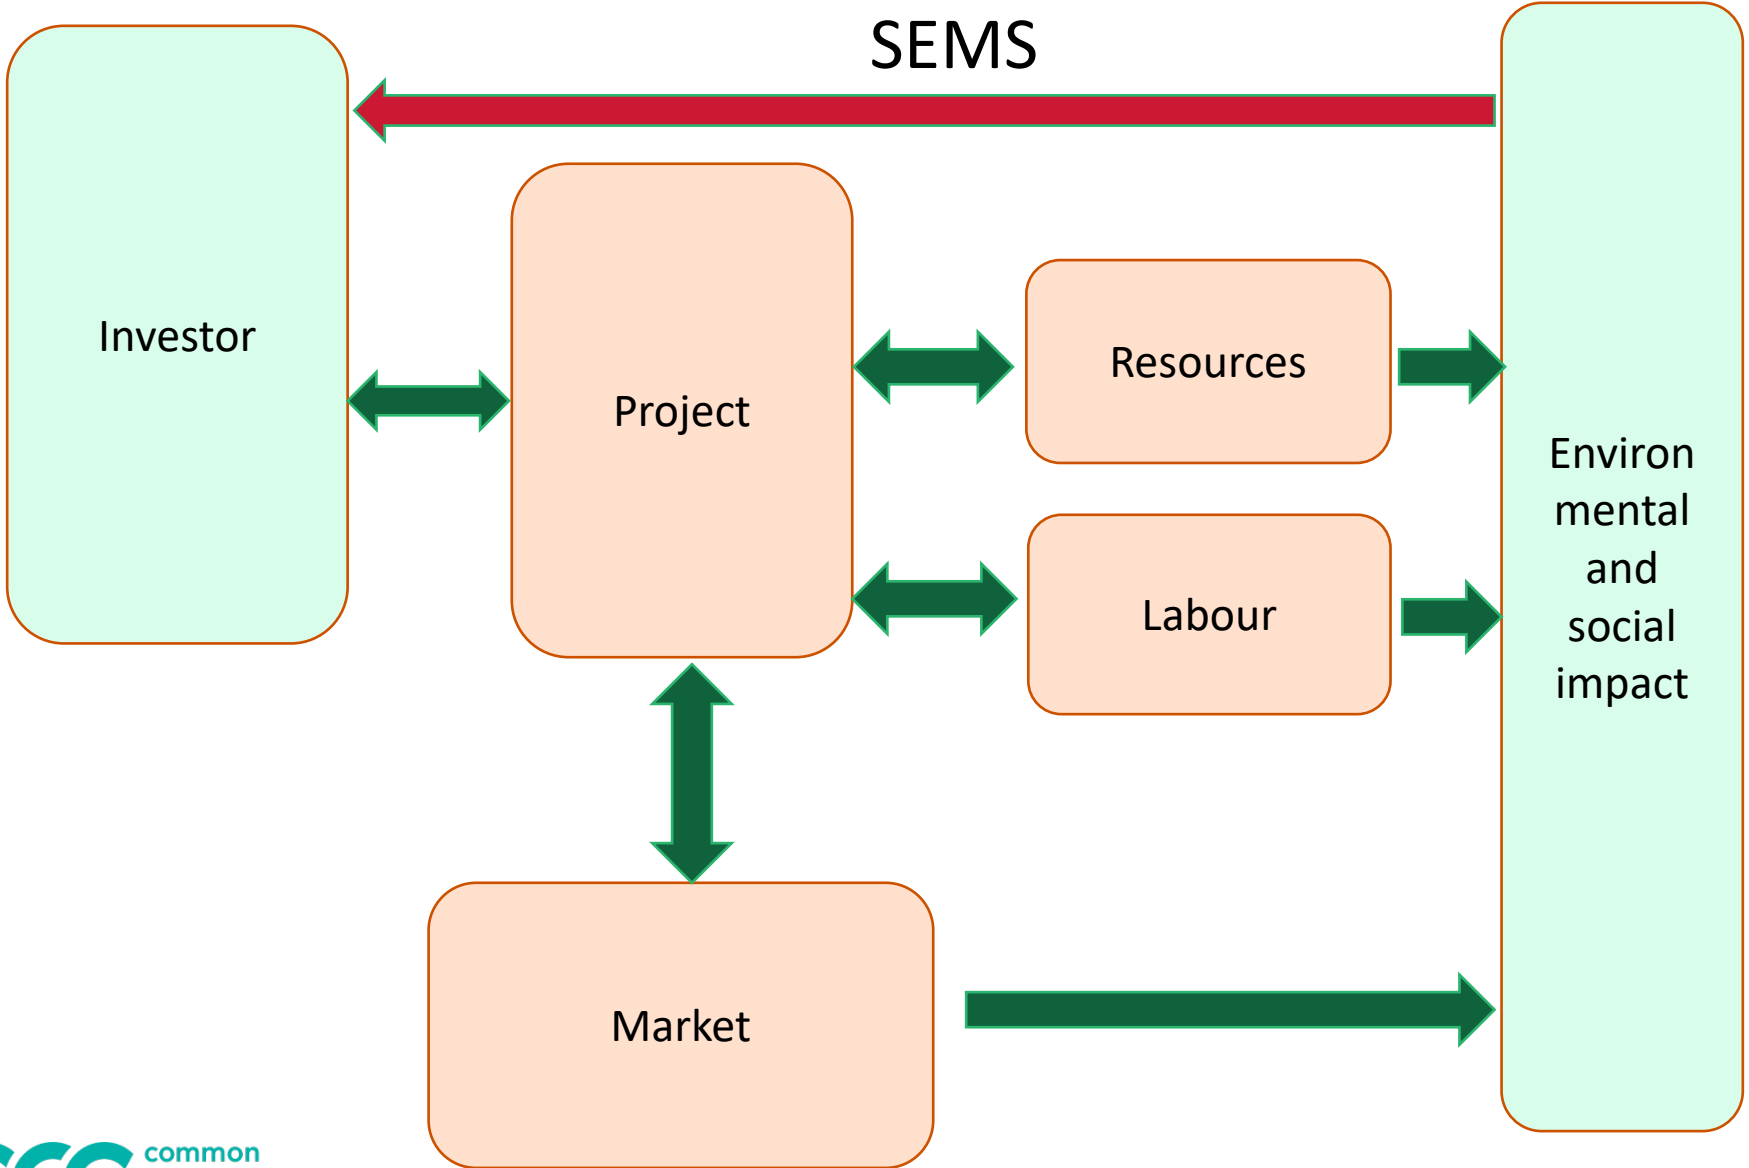 SEMS
Investor
Project
Resources
Labour
Market
Environ
mental
and
social
impact
common